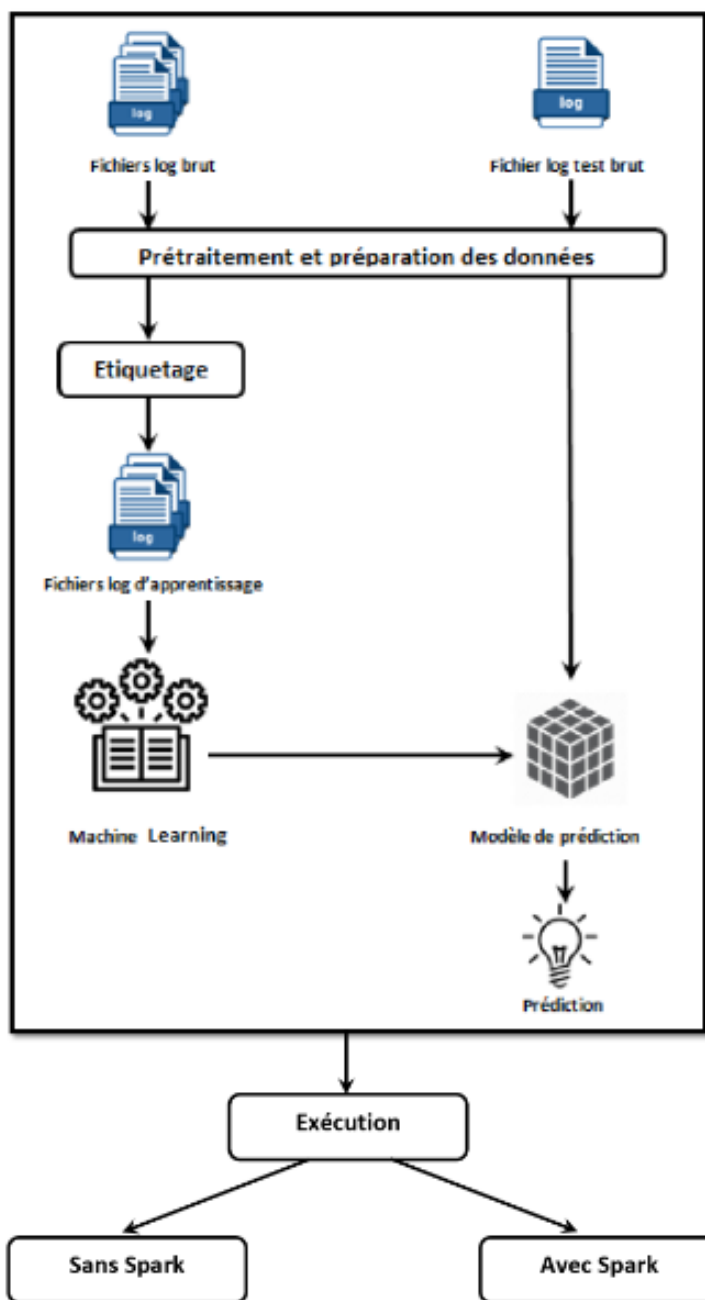 log
log
Fichiers log brut
Fichier log test brut
Prétraitement et préparation des données
Etiquetage
log
Fichiers log d'apprentissage
Machine Learning
Modèle de prédiction
Prédiction
Exécution
Sans Spark
Avec Spark